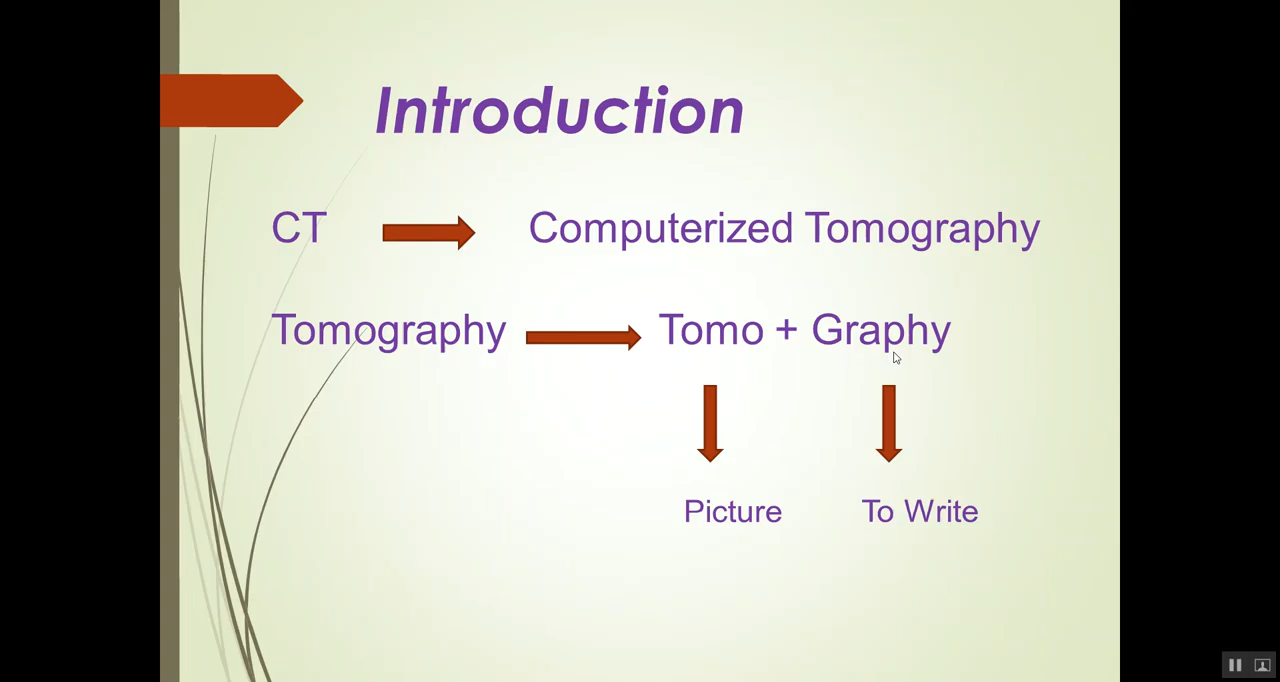 Introduction
CT Computerized Tomography
Tomography Tomo + Graphy
Picture To Write